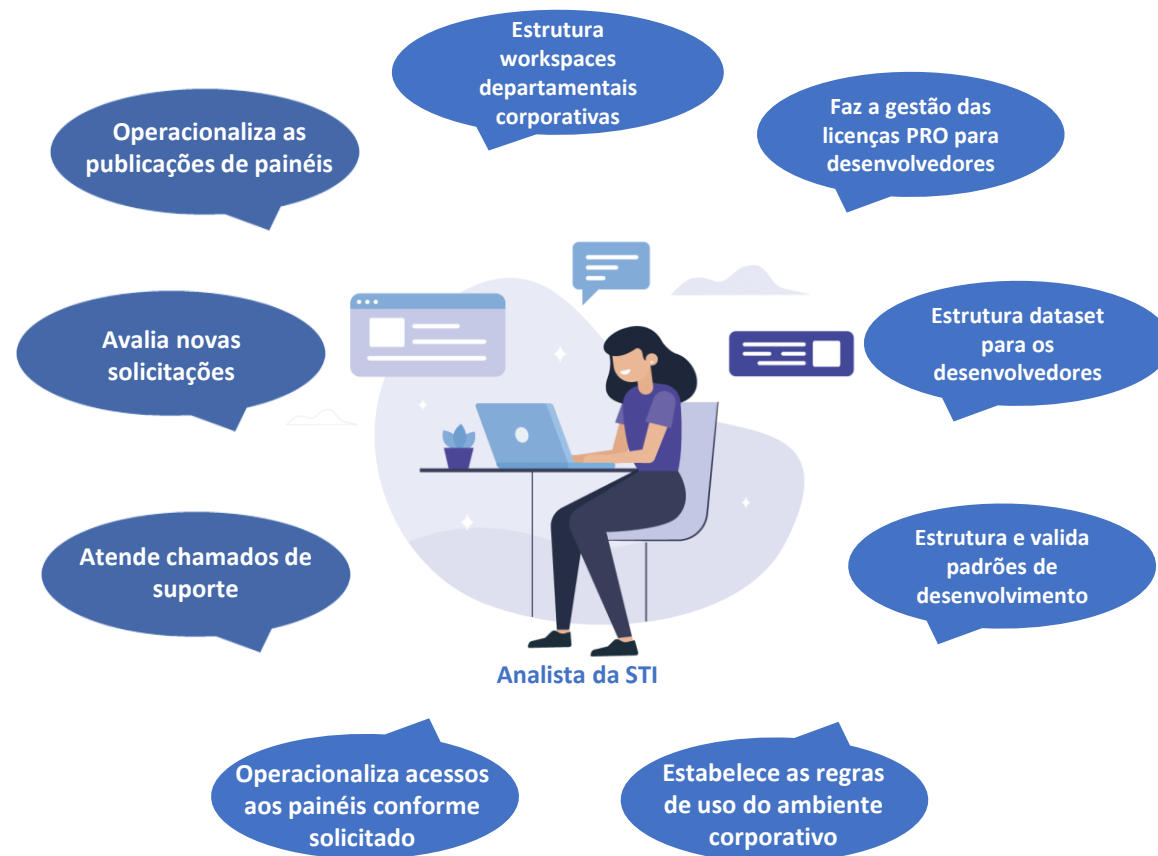 Estrutura
workspaces
departamentais
corporativas
Operacionaliza as
publicações de painéis
Faz a gestão das
licenças PRO para
desenvolvedores
Avalia novas
solicitações
Estrutura dataset
para os
desenvolvedores
Atende chamados de
suporte
Estrutura e valida
padrões de
desenvolvimento
Analista da STI
Operacionaliza acessos
aos painéis conforme
solicitado
Estabelece as regras
de uso do ambiente
corporativo